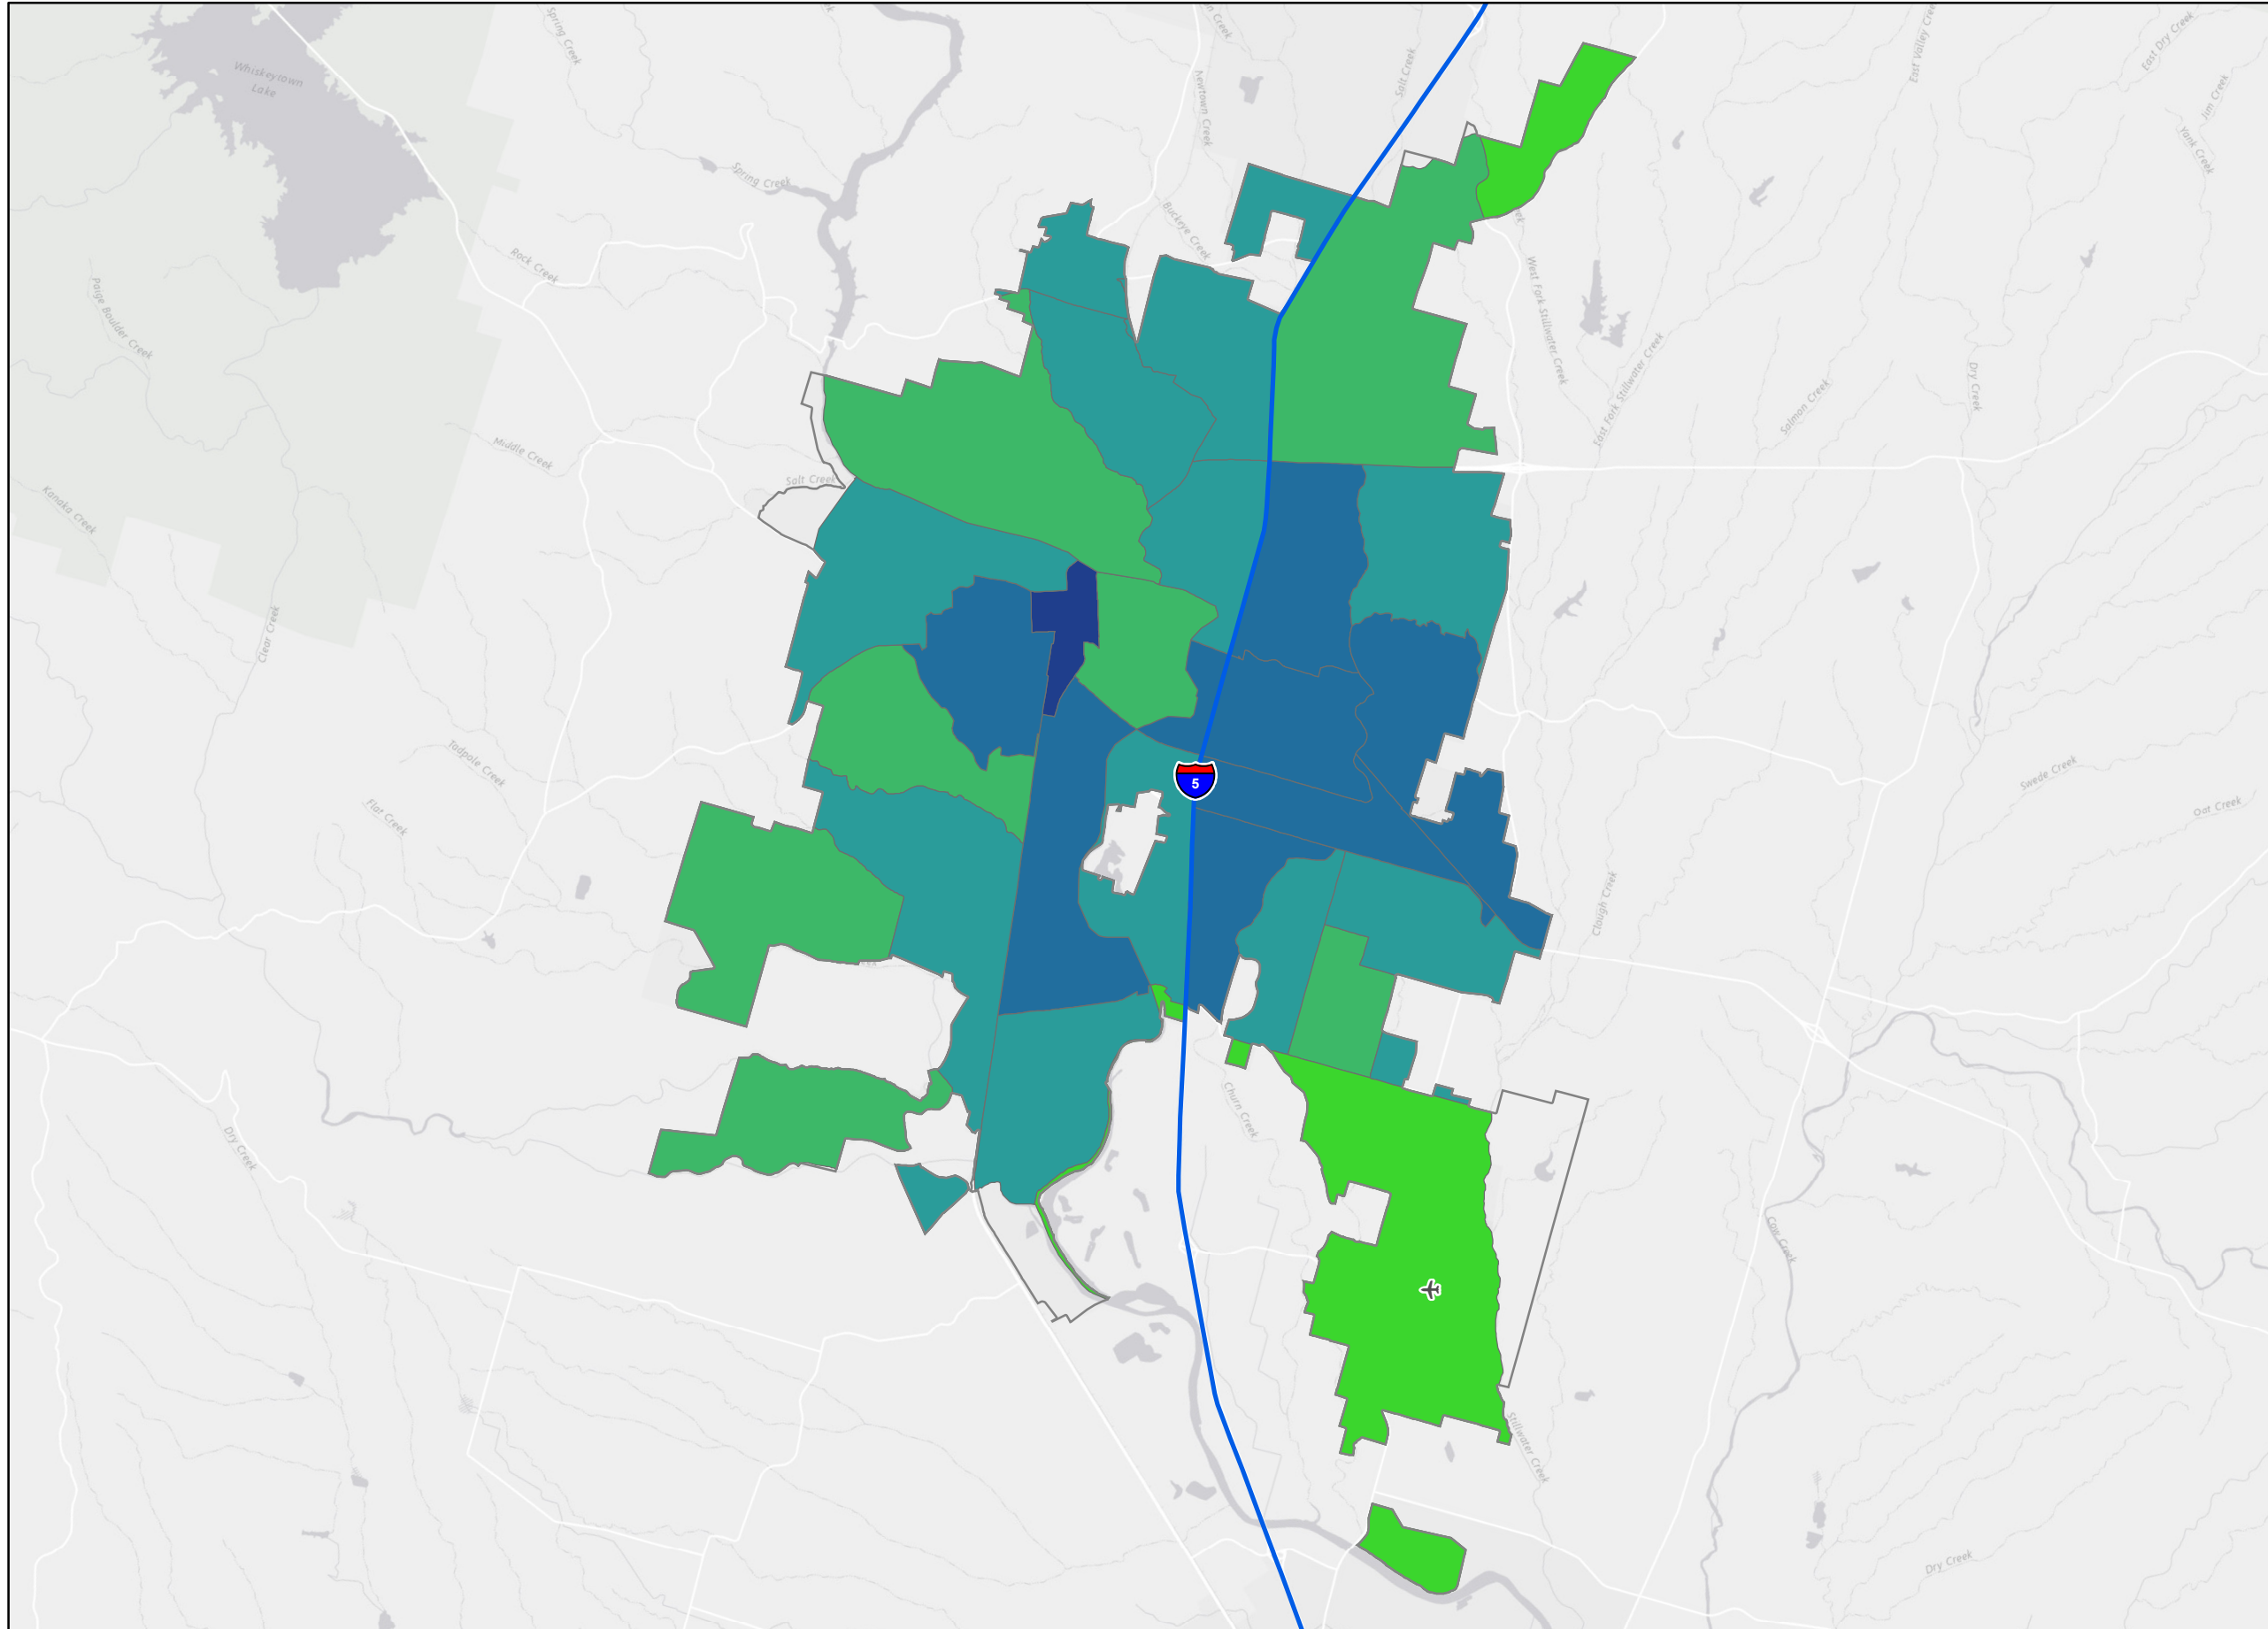 Spring Creek
Salt Creek
East Valley Creek
East Dry Creek
Whiskeytown
Lake
Newtown Creek
Jum Creek
Yank Creek
Spring Creek
Buckeye Creek
Rock Creek
Paige Boulder Creek
West Fork Stillwater Creek
East Fork Stillwater Creek
Dry Creek
Salmon Creek
Middle Creek
Salt Creek
Kanaka Creek
Clear Creek
Tadpole Creek
Swede Creek
5
Flat Creek
Oat Creek
Clough Creek
Churn Creek
Dry Creek
Cow Creek
Stillwater Creek
Dry Creek